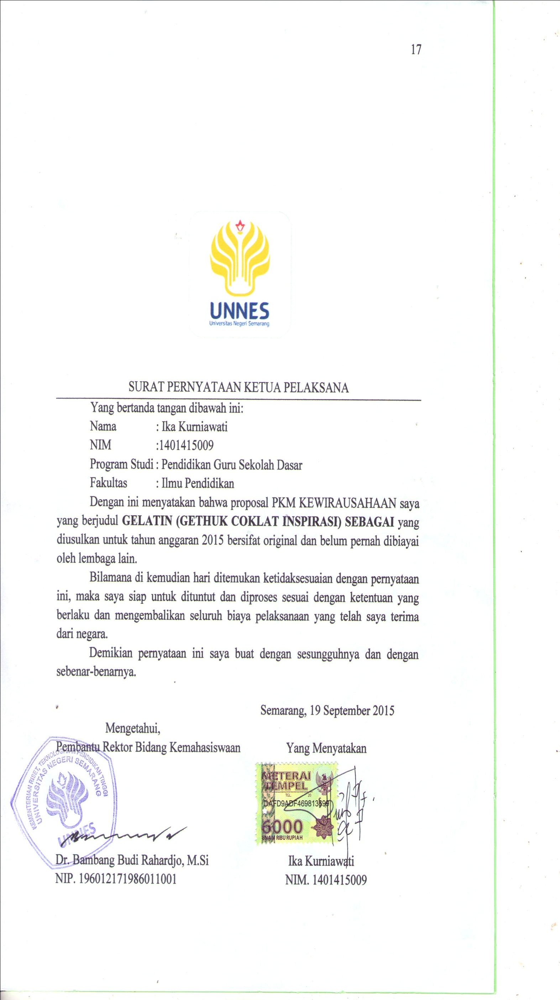 17
UNNES
Universitas Negeri Semarang
SURAT PERNYATAAN KETUA PELAKSANA
Yang bertanda tangan dibawah ini:
Nama : Ika Kurniawati
NIM :1401415009
Program Studi : Pendidikan Guru Sekolah Dasar
Fakultas : Ilmu Pendidikan
Dengan ini menyatakan bahwa proposal PKM KEWIRAUSAHAAN saya
yang berjudul GELATIN (GETHUK COKLAT INSPIRASI) SEBAGAI yang
diusulkan untuk tahun anggaran 2015 bersifat original dan belum pernah dibiayai
oleh lembaga lain.
Bilamana di kemudian hari ditemukan ketidaksesuaian dengan pernyataan
ini, maka saya siap untuk dituntut dan diproses sesuai dengan ketentuan yang
berlaku dan mengembalikan seluruh biaya pelaksanaan yang telah saya terima
dari negara.
Demikian pernyataan ini saya buat dengan sesungguhnya dan dengan
sebenar-benarnya.
Semarang, 19 September 2015
Mengetahui,
Pembantu Rektor Bidang Kemahasiswaan
Yang Menyatakan
KEMENTERIAN RISET, TEKNOLOGI DAN PENDIDIKAN TINGGI
UNIVERSITAS NEGERI SEMARANG
UNNES
METERAI
TEMPEL
TGL. 20
DAFD9ADF469813699
6000
ENAM RIBU RUPIAH
Dr. Bambang Budi Rahardjo, M.Si
Ika Kurniawati
NIP. 196012171986011001
NIM. 1401415009